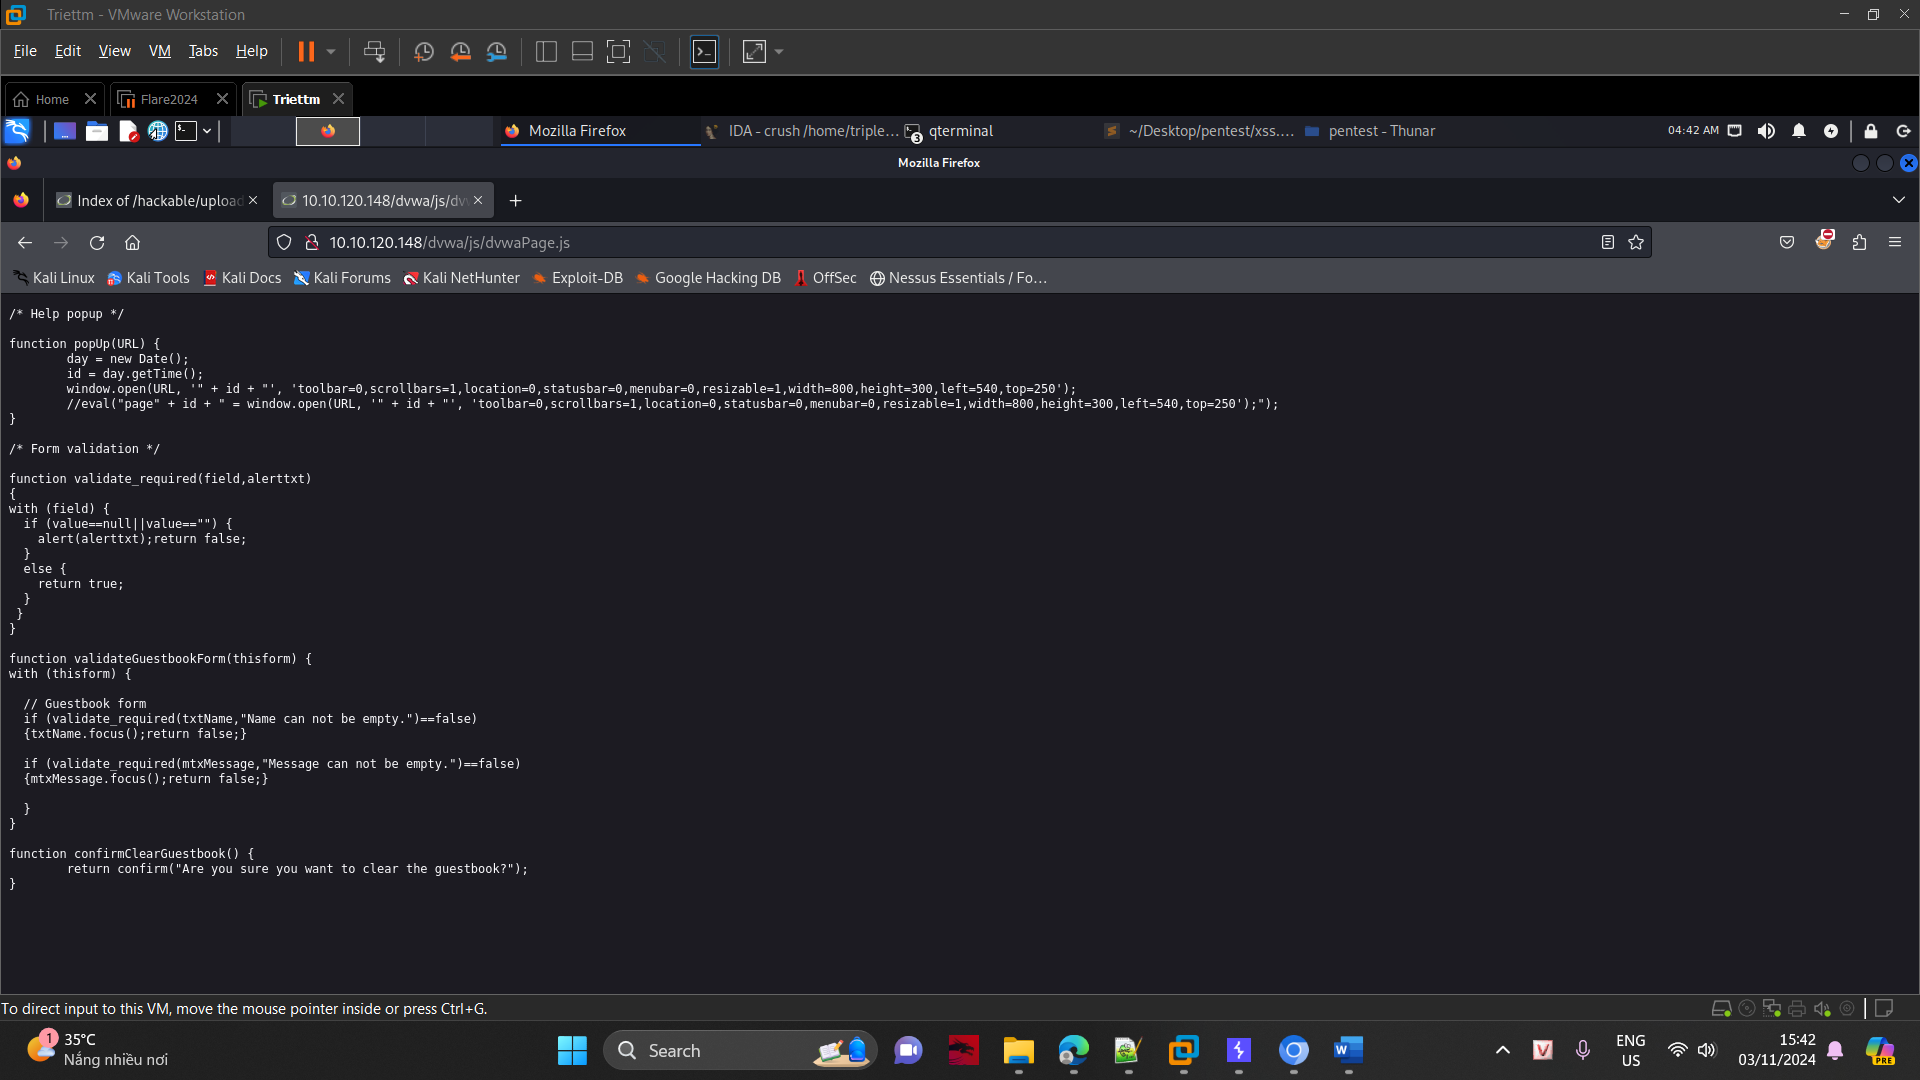 Triettm - VMware Workstation
File Edit View VM Tabs Help
Home Flare2024 Triettm
Mozilla Firefox IDA - crush /home/triple... 3 qterminal ~/Desktop/pentest/xss.... pentest - Thunar 04:42 AM
Mozilla Firefox
Index of /hackable/upload 10.10.120.148/dvwa/js/dv
10.10.120.148/dvwa/js/dvwaPage.js
Kali Linux Kali Tools Kali Docs Kali Forums Kali NetHunter Exploit-DB Google Hacking DB OffSec Nessus Essentials / Fo...
/* Help popup */
function popUp(URL) {
        day = new Date();
        id = day.getTime();
        window.open(URL, '" + id + "', 'toolbar=0,scrollbars=1,location=0,statusbar=0,menubar=0,resizable=1,width=800,height=300,left=540,top=250');
        //eval("page" + id + " = window.open(URL, '" + id + "', 'toolbar=0,scrollbars=1,location=0,statusbar=0,menubar=0,resizable=1,width=800,height=300,left=540,top=250');");
}
/* Form validation */
function validate_required(field,alerttxt)
{
with (field) {
  if (value==null||value=="") {
    alert(alerttxt);return false;
  }
  else {
    return true;
  }
 }
}
function validateGuestbookForm(thisform) {
with (thisform) {
  // Guestbook form
  if (validate_required(txtName,"Name can not be empty.")==false)
  {txtName.focus();return false;}
  if (validate_required(mtxMessage,"Message can not be empty.")==false)
  {mtxMessage.focus();return false;}
  }
}
function confirmClearGuestbook() {
        return confirm("Are you sure you want to clear the guestbook?");
}
To direct input to this VM, move the mouse pointer inside or press Ctrl+G.
1 35°C
Nắng nhiều nơi
Search
ENG
US
15:42
03/11/2024
PRE